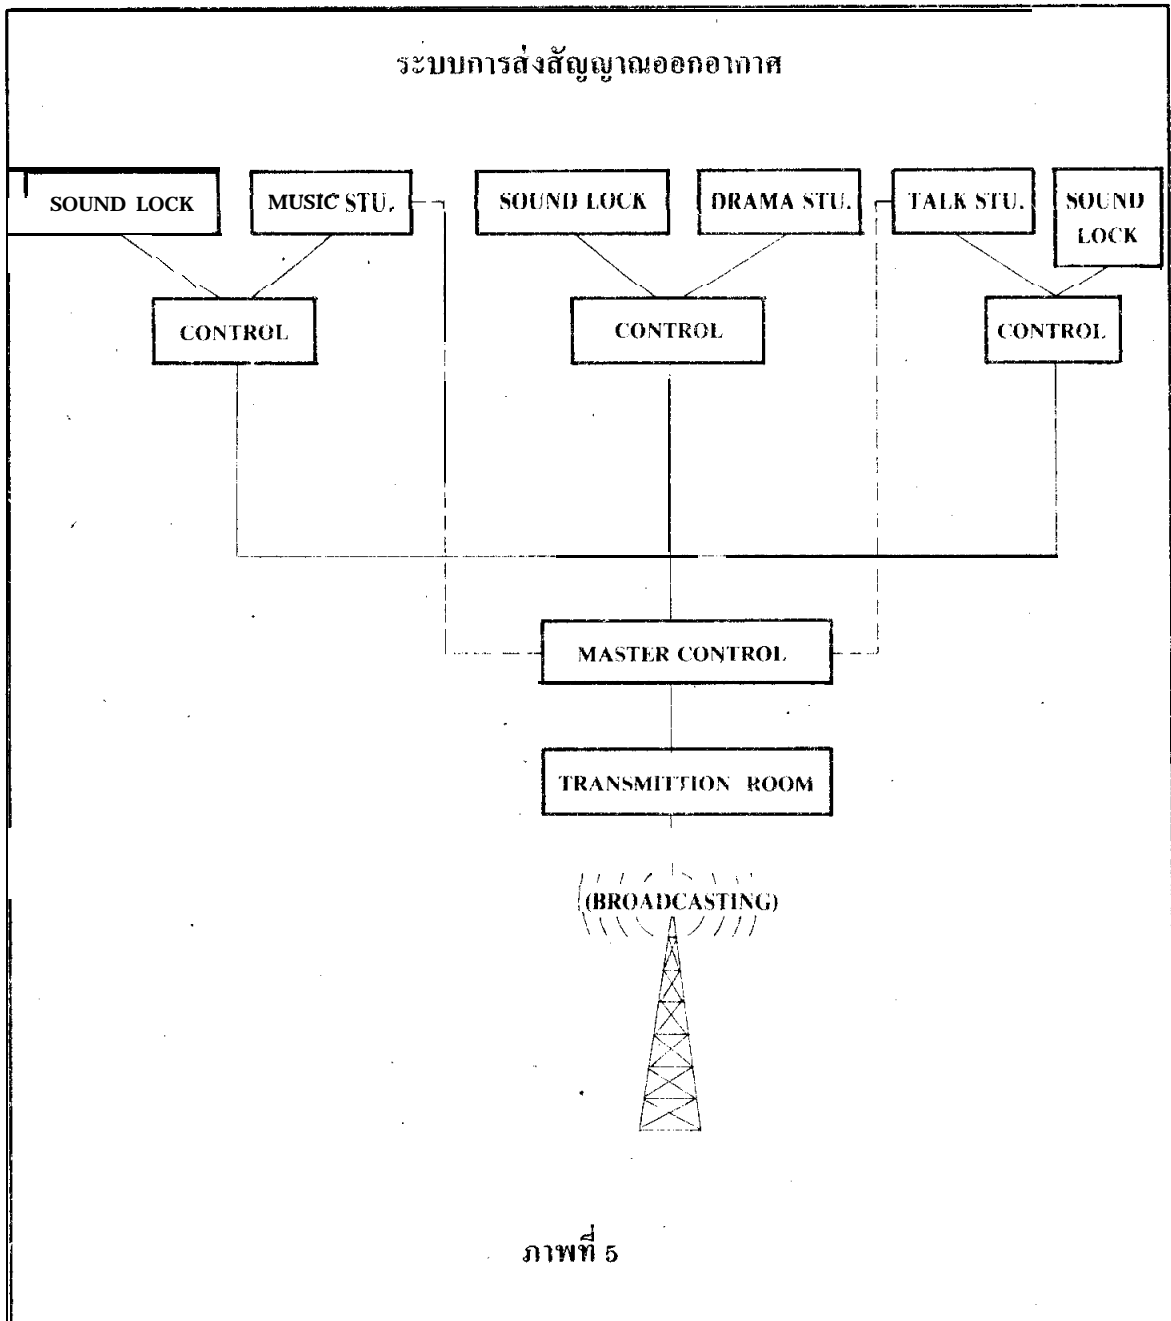 ระบบการส่งสัญญาณออกอากาศ
SOUND LOCK
MUSIC STU.
SOUND LOCK
DRAMA STU.
TALK STU.
SOUND
LOCK
CONTROL
CONTROL
CONTROL
MASTER CONTROL
TRANSMITTION ROOM
(BROADCASTING)
ภาพที่ 5